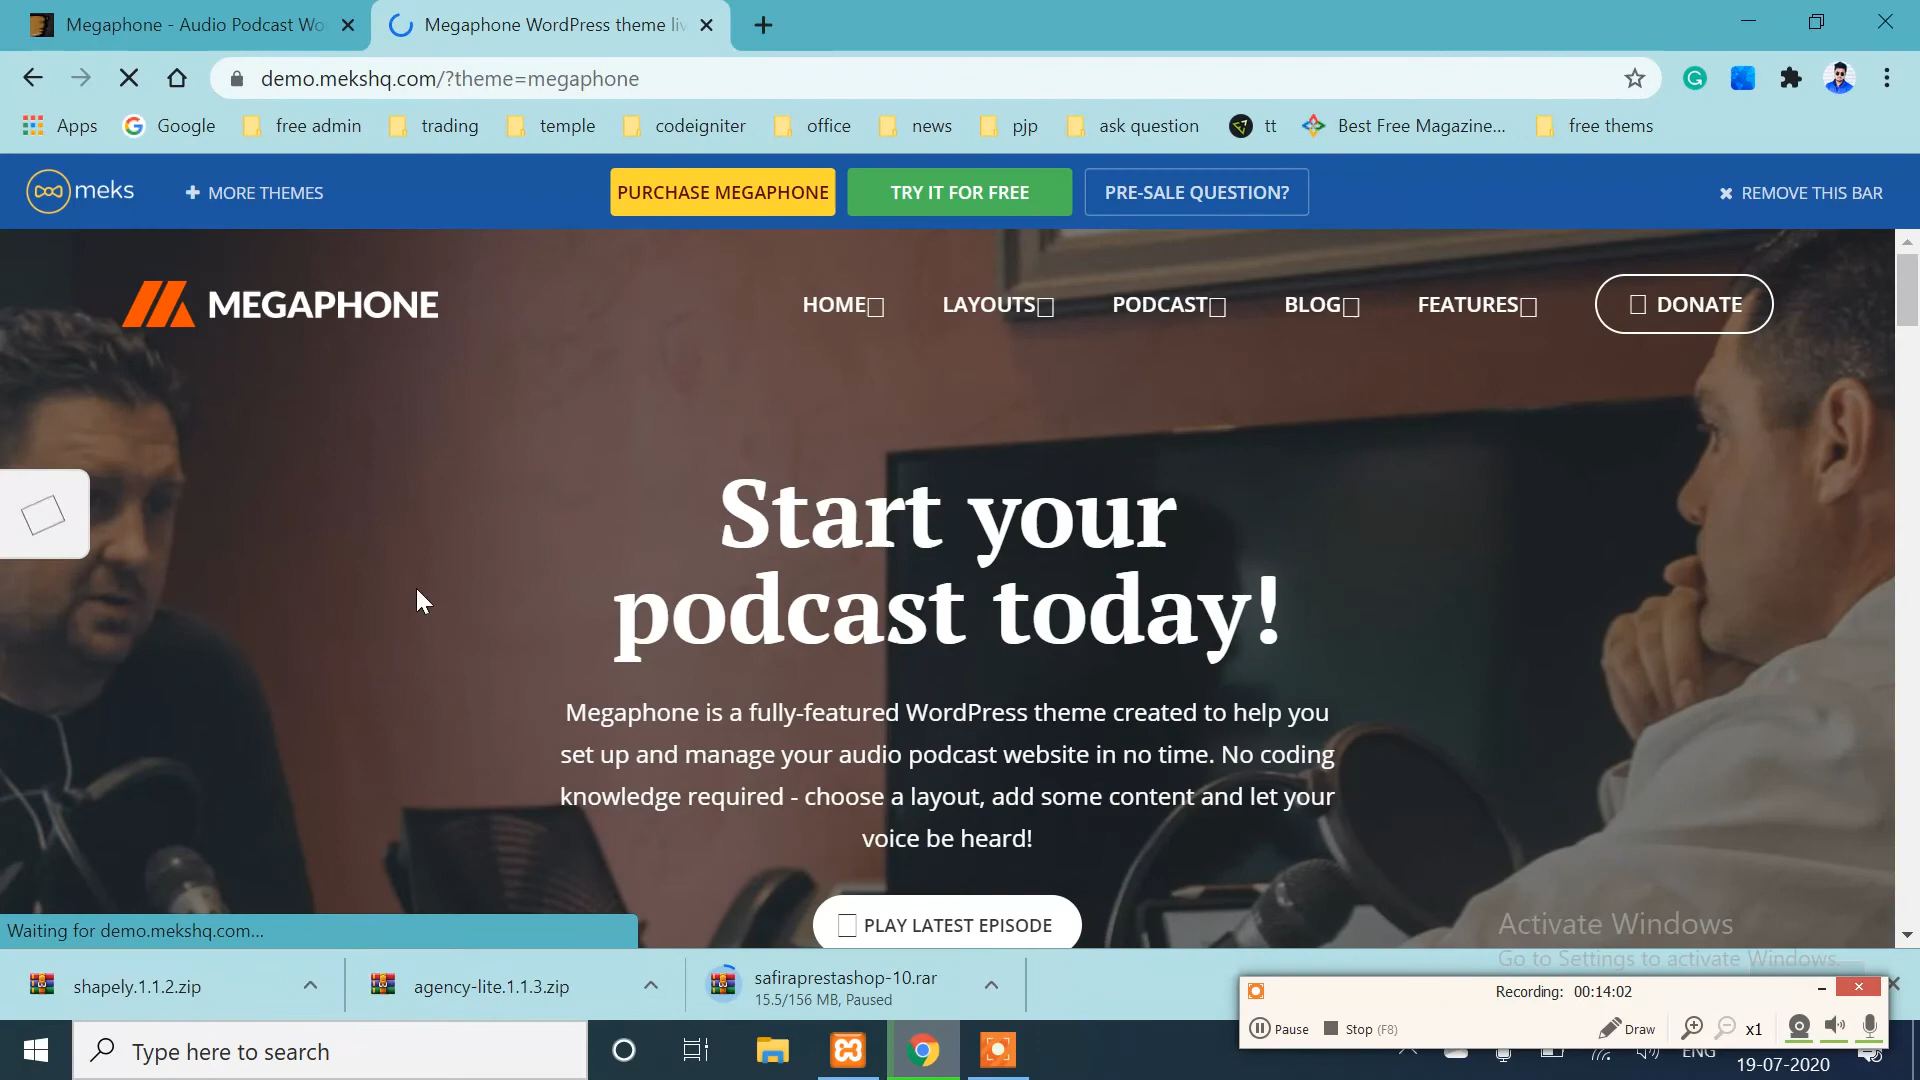 Megaphone - Audio Podcast Wo
Megaphone WordPress theme liv
demo.mekshq.com/?theme=megaphone
Apps
Google
free admin
trading
temple
codeigniter
office
news
pjp
ask question
tt
Best Free Magazine...
free thems
meks
MORE THEMES
PURCHASE MEGAPHONE
TRY IT FOR FREE
PRE-SALE QUESTION?
REMOVE THIS BAR
MEGAPHONE
HOME
LAYOUTS
PODCAST
BLOG
FEATURES
DONATE
Start your
podcast today!
Megaphone is a fully-featured WordPress theme created to help you
set up and manage your audio podcast website in no time. No coding
knowledge required - choose a layout, add some content and let your
voice be heard!
PLAY LATEST EPISODE
Waiting for demo.mekshq.com...
Activate Windows
Go to Settings to activate Windows.
shapely.1.1.2.zip
agency-lite.1.1.3.zip
safiraprestashop-10.rar
15.5/156 MB, Paused
Recording: 00:14:02
Pause
Stop (F8)
Draw
x1
Type here to search
ENG
19-07-2020